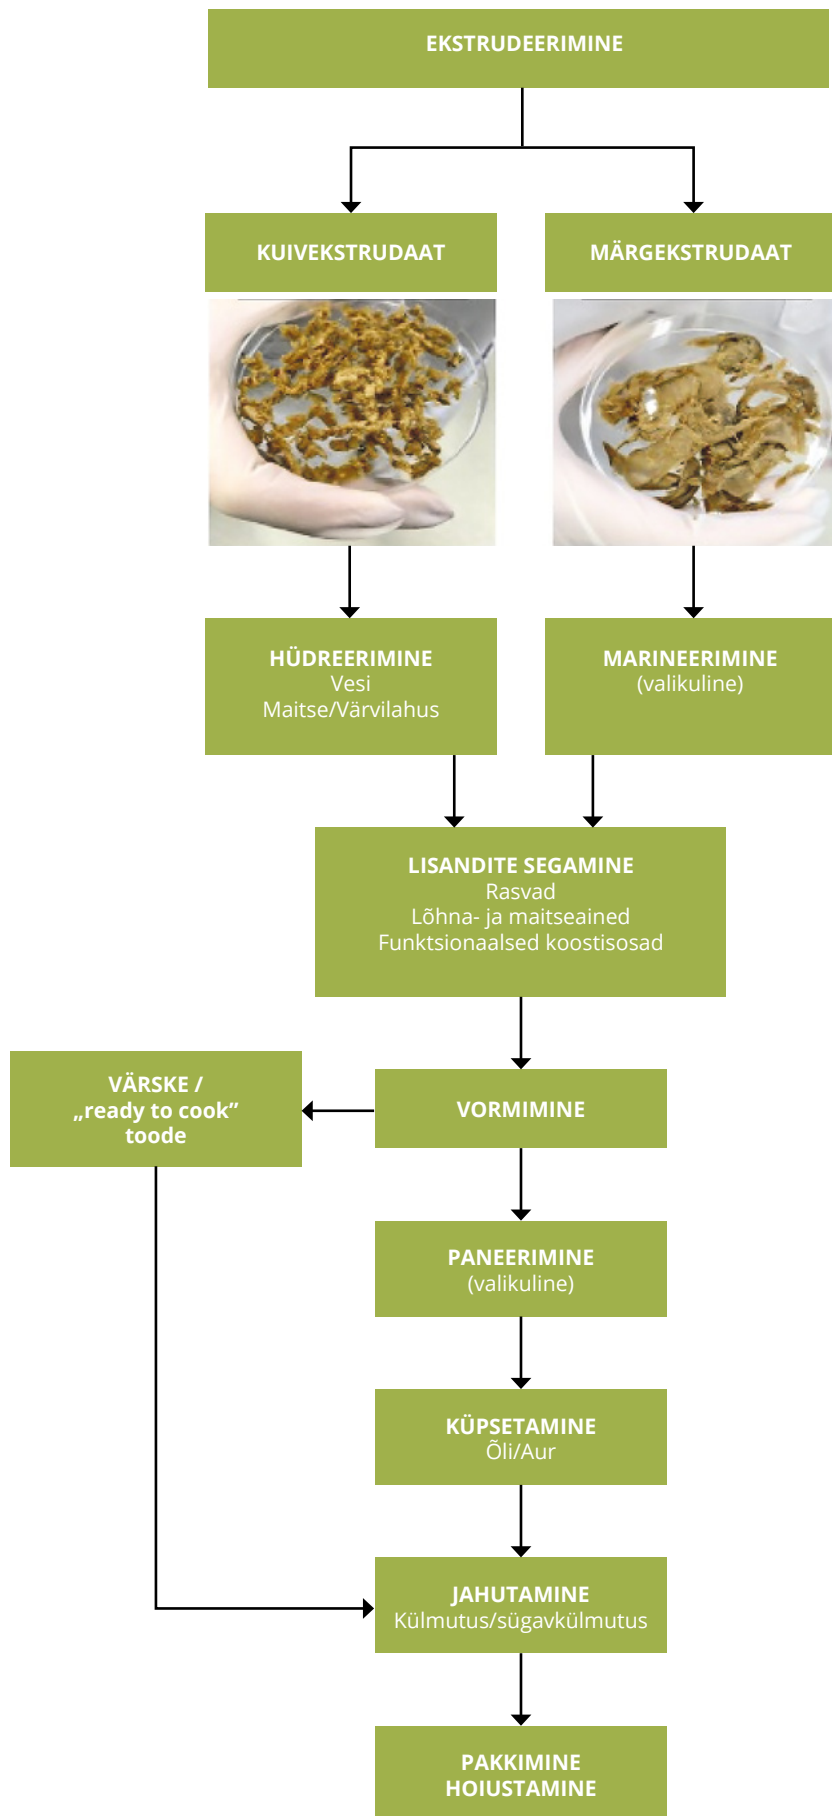 EKSTRUDEERIMINE
KUIVEKSTRUDAAT
MÄRGEKSTRUDAAT
HÜDREERIMINE
Vesi
Maitse/Värvilahus
MARINEERIMINE
(valikuline)
LISANDITE SEGAMINE
Rasvad
Lõhna- ja maitseained
Funktsionaalsed koostisosad
VÄRSKE /
„ready to cook”
toode
VORMIMINE
PANEERIMINE
(valikuline)
KÜPSETAMINE
Õli/Aur
JAHUTAMINE
Külmutus/sügavkülmutus
PAKKIMINE
HOIUSTAMINE